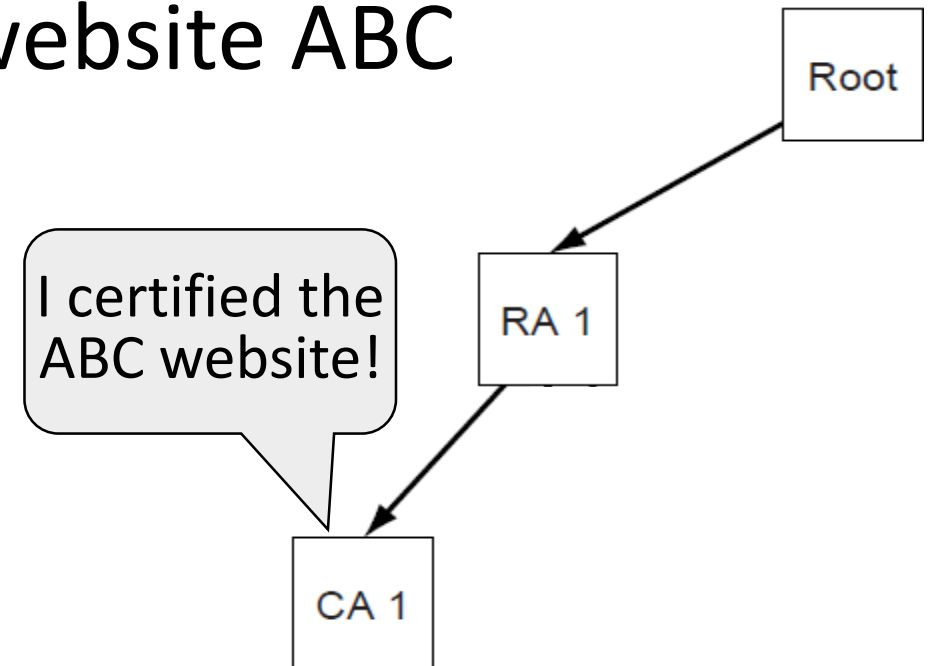 website ABC
Root
I certified the
ABC website!
RA 1
CA 1